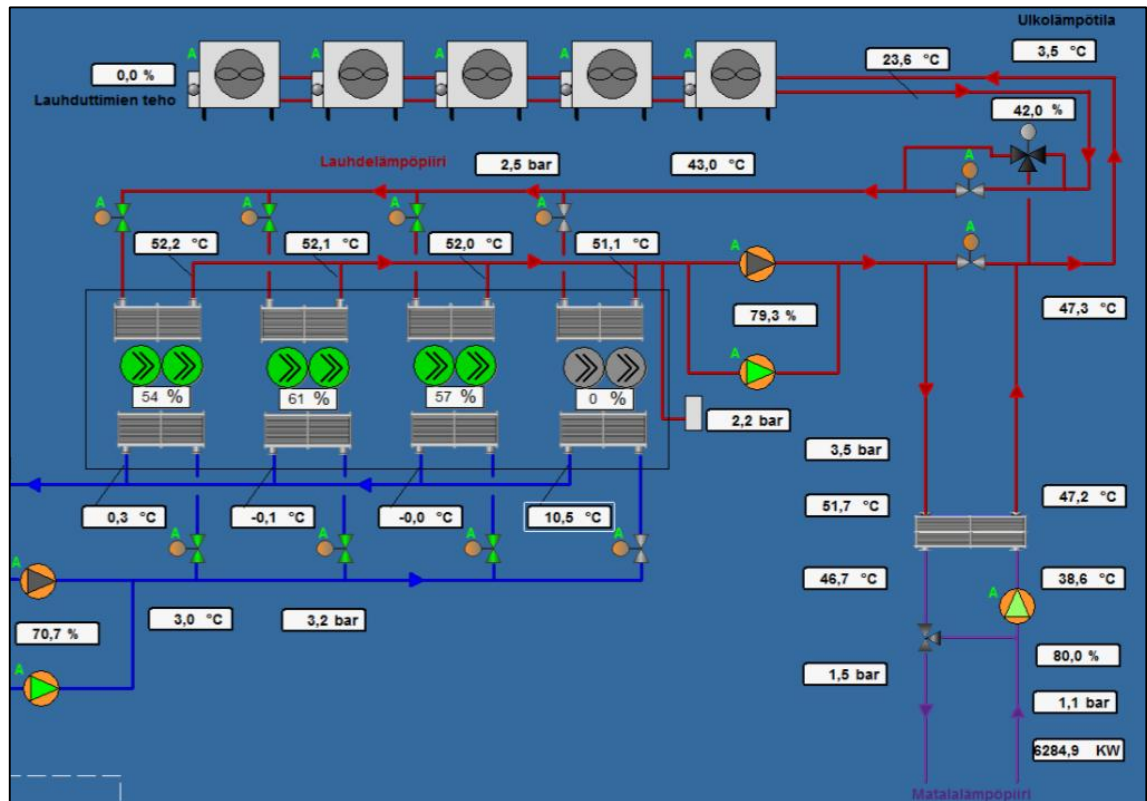 Ulkolämpötila
3,5 °C
A A A A A
0,0 %
23,6 °C
Lauhduttimien teho
42,0 %
Lauhdelämpöpiiri
2,5 bar
43,0 °C
A
A A A A
52,2 °C
52,1 °C
52,0 °C
51,1 °C
A
A
47,3 °C
79,3 %
A
54 %
61 %
57 %
0 %
2,2 bar
3,5 bar
51,7 °C
47,2 °C
0,3 °C
-0,1 °C
-0,0 °C
10,5 °C
A A A A
A
46,7 °C
38,6 °C
A
3,0 °C
3,2 bar
70,7 %
A
80,0 %
1,5 bar
1,1 bar
6284,9 KW
Matalalämpöpiiri